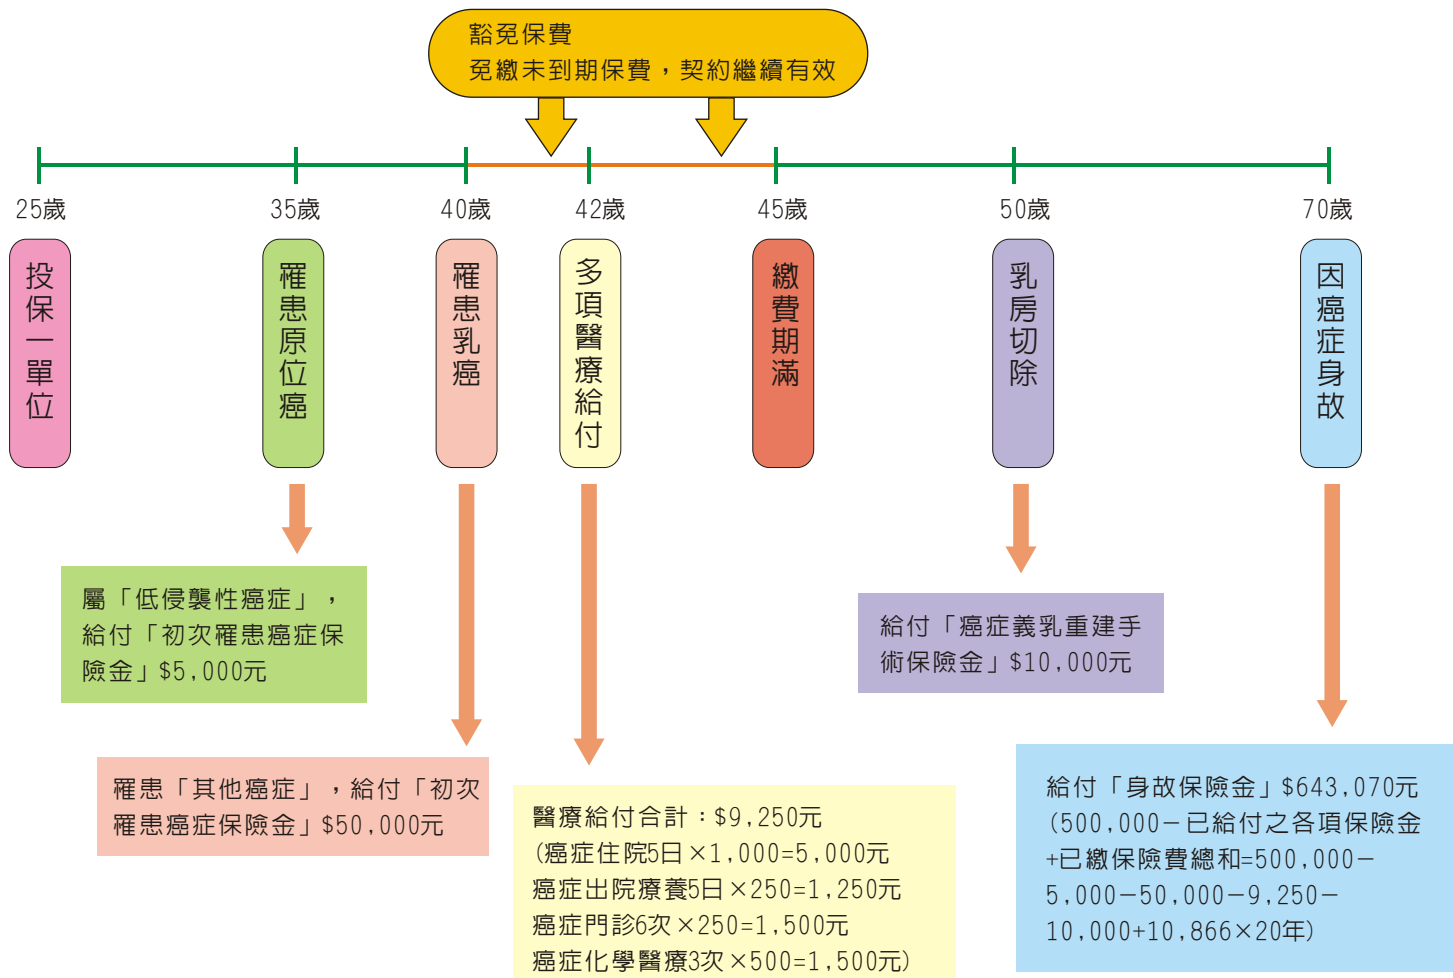 豁免保費
免繳未到期保費，契約繼續有效
25歲
35歲
40歲
42歲
45歲
50歲
70歲
投保一單位
罹患原位癌
罹患乳癌
多項醫療給付
繳費期滿
乳房切除
因癌症身故
屬「低侵襲性癌症」，
給付「初次罹患癌症保
險金」$5,000元
罹患「其他癌症」，給付「初次
罹患癌症保險金」$50,000元
醫療給付合計：$9,250元
(癌症住院5日×1,000=5,000元
癌症出院療養5日×250=1,250元
癌症門診6次×250=1,500元
癌症化學醫療3次×500=1,500元)
給付「癌症義乳重建手
術保險金」$10,000元
給付「身故保險金」$643,070元
(500,000－已給付之各項保險金
+已繳保險費總和=500,000－
5,000－50,000－9,250－
10,000+10,866×20年)